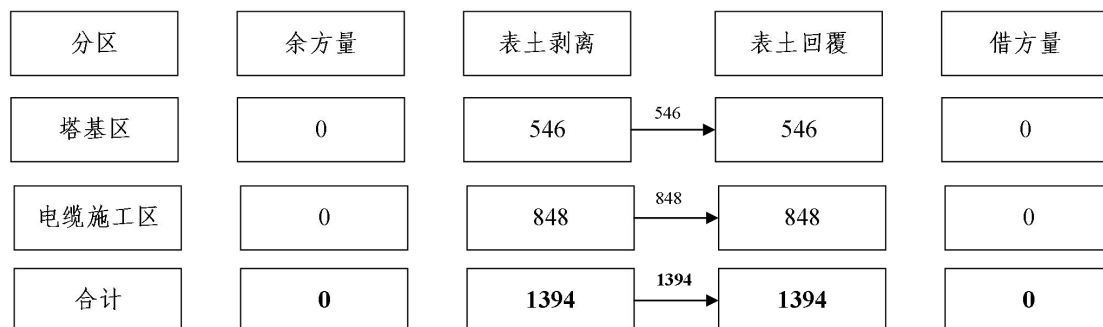 分区 余方量 表土剥离 表土回覆 借方量
塔基区 0 546 546 546 0
电缆施工区 0 848 848 848 0
合计 0 1394 1394 1394 0